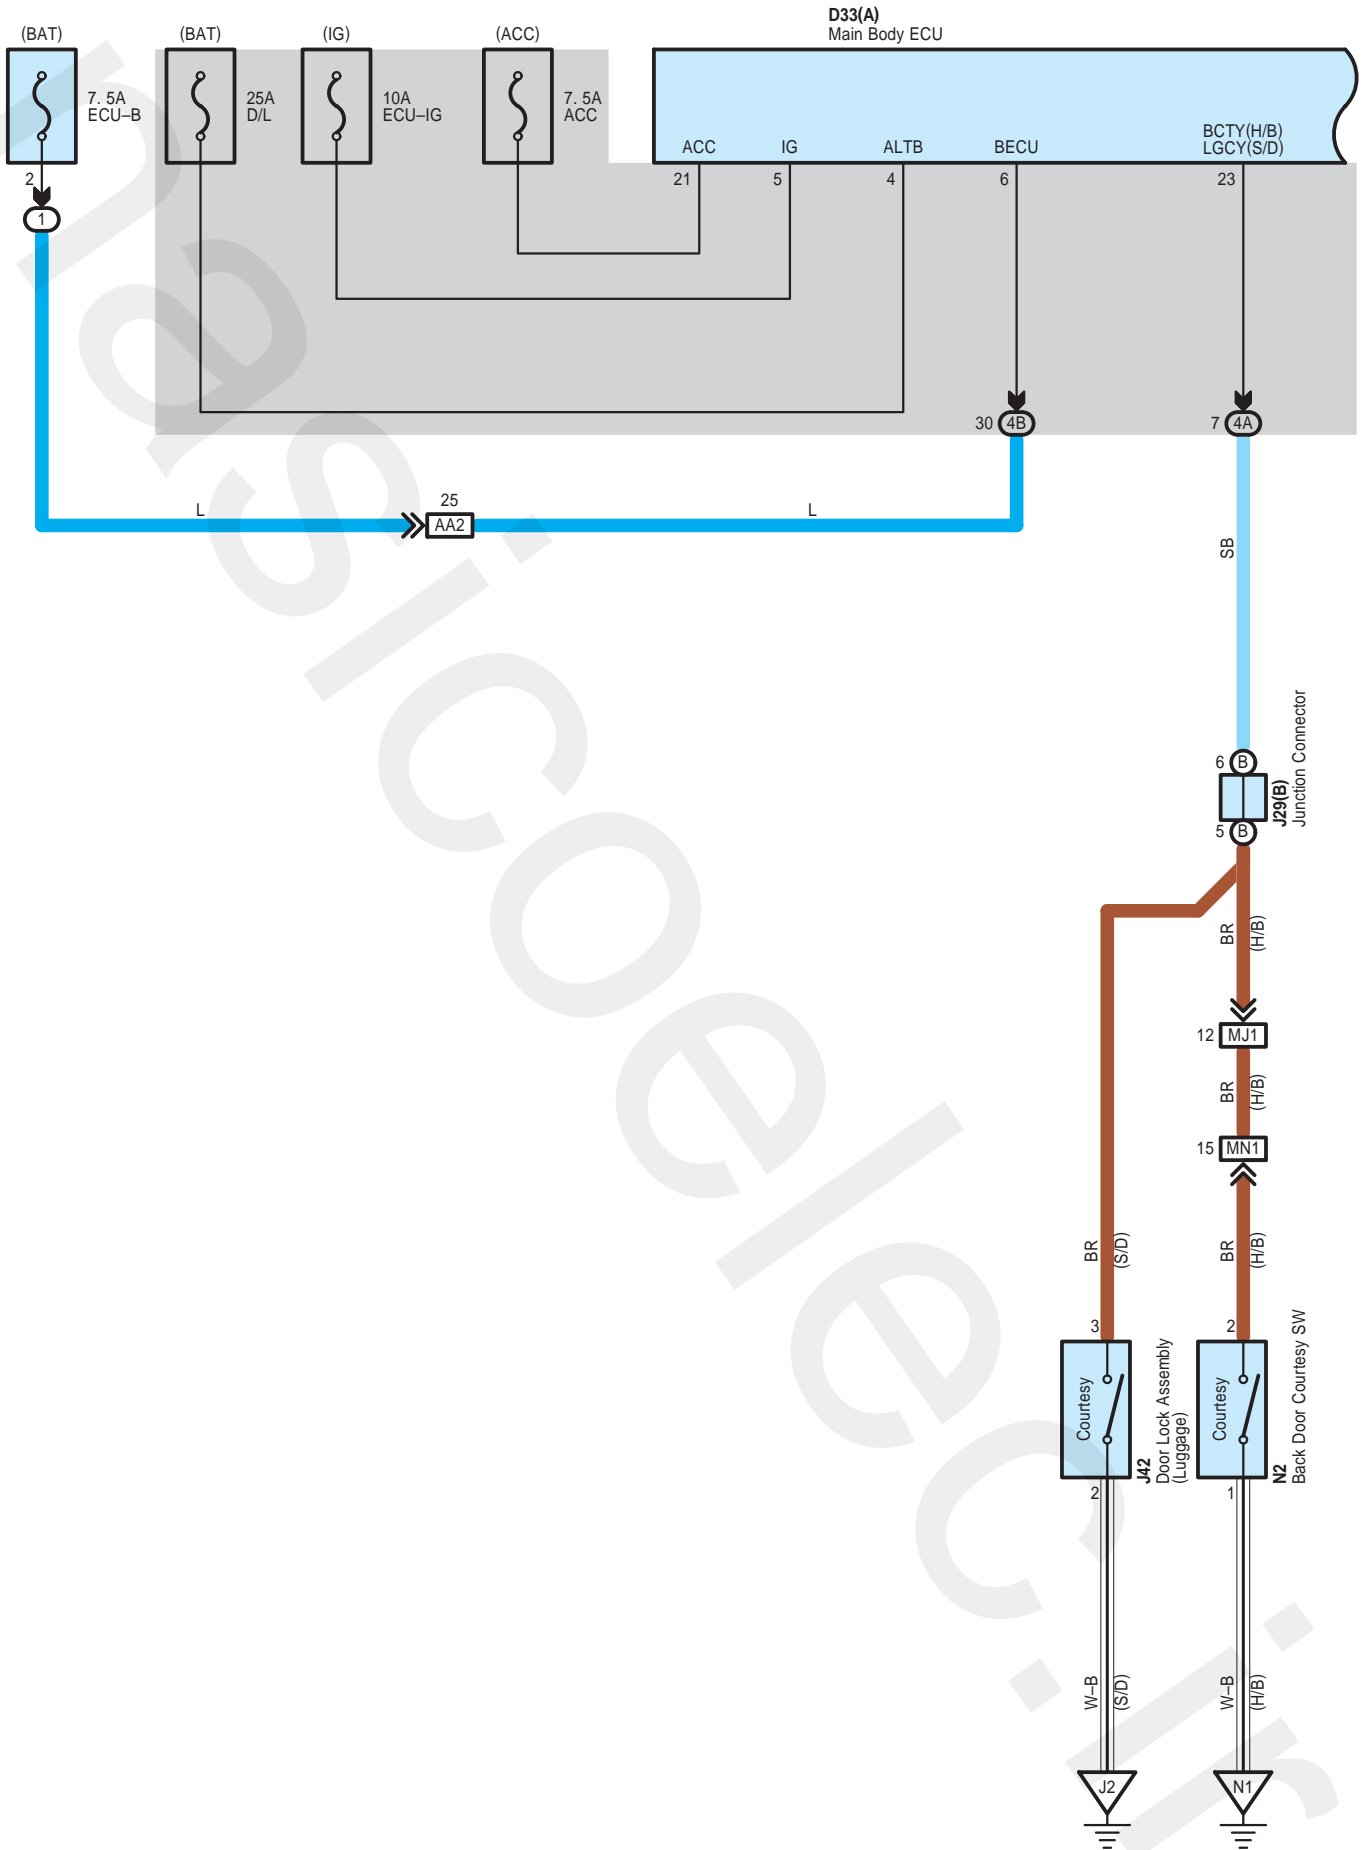 D33(A)
Main Body ECU
(BAT)
(BAT)
(IG)
(ACC)
7. 5A
ECU–B
25A
D/L
10A
ECU–IG
7. 5A
ACC
ACC
IG
ALTB
BECU
BCTY(H/B)
LGCY(S/D)
2
21
5
4
6
23
1
30
4B
7
4A
25
L
AA2
L
SB
6
B
J29(B)
Junction Connector
5
B
BR
(H/B)
12
MJ1
BR
(H/B)
15
MN1
BR
(S/D)
BR
(H/B)
3
2
Courtesy
J42
Door Lock Assembly
(Luggage)
Courtesy
N2
Back Door Courtesy SW
2
1
W–B
(S/D)
W–B
(H/B)
J2
N1
nasicoelec.ir